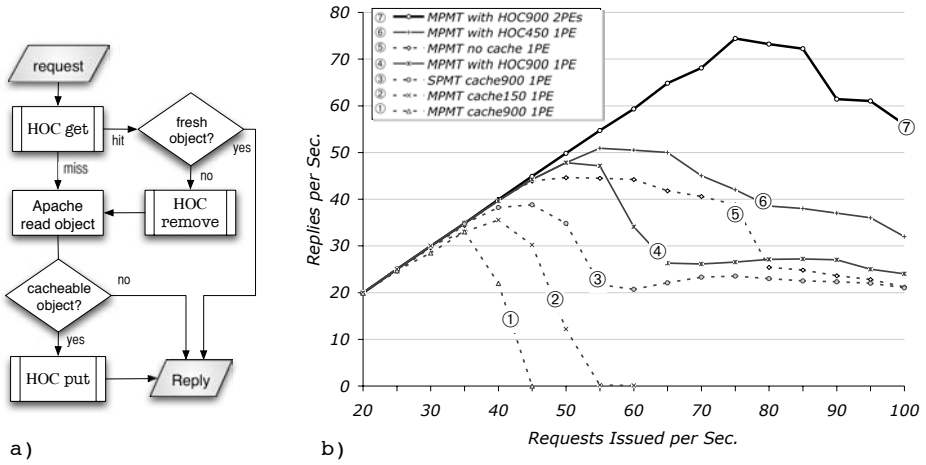 request
HOC get
hit
fresh
object?
yes
miss
no
Apache
read object
HOC
remove
cacheable
object?
no
yes
HOC put
Reply
a)
⑦ MPMT with HOC900 2PEs
⑥ MPMT with HOC450 1PE
⑤ MPMT no cache 1PE
④ MPMT with HOC900 1PE
③ SPMT cache900 1PE
② MPMT cache150 1PE
① MPMT cache900 1PE
Replies per Sec.
80
70
60
50
40
30
20
10
0
⑦
⑥
⑤
④
③
②
①
20 30 40 50 60 70 80 90 100
Requests Issued per Sec.
b)